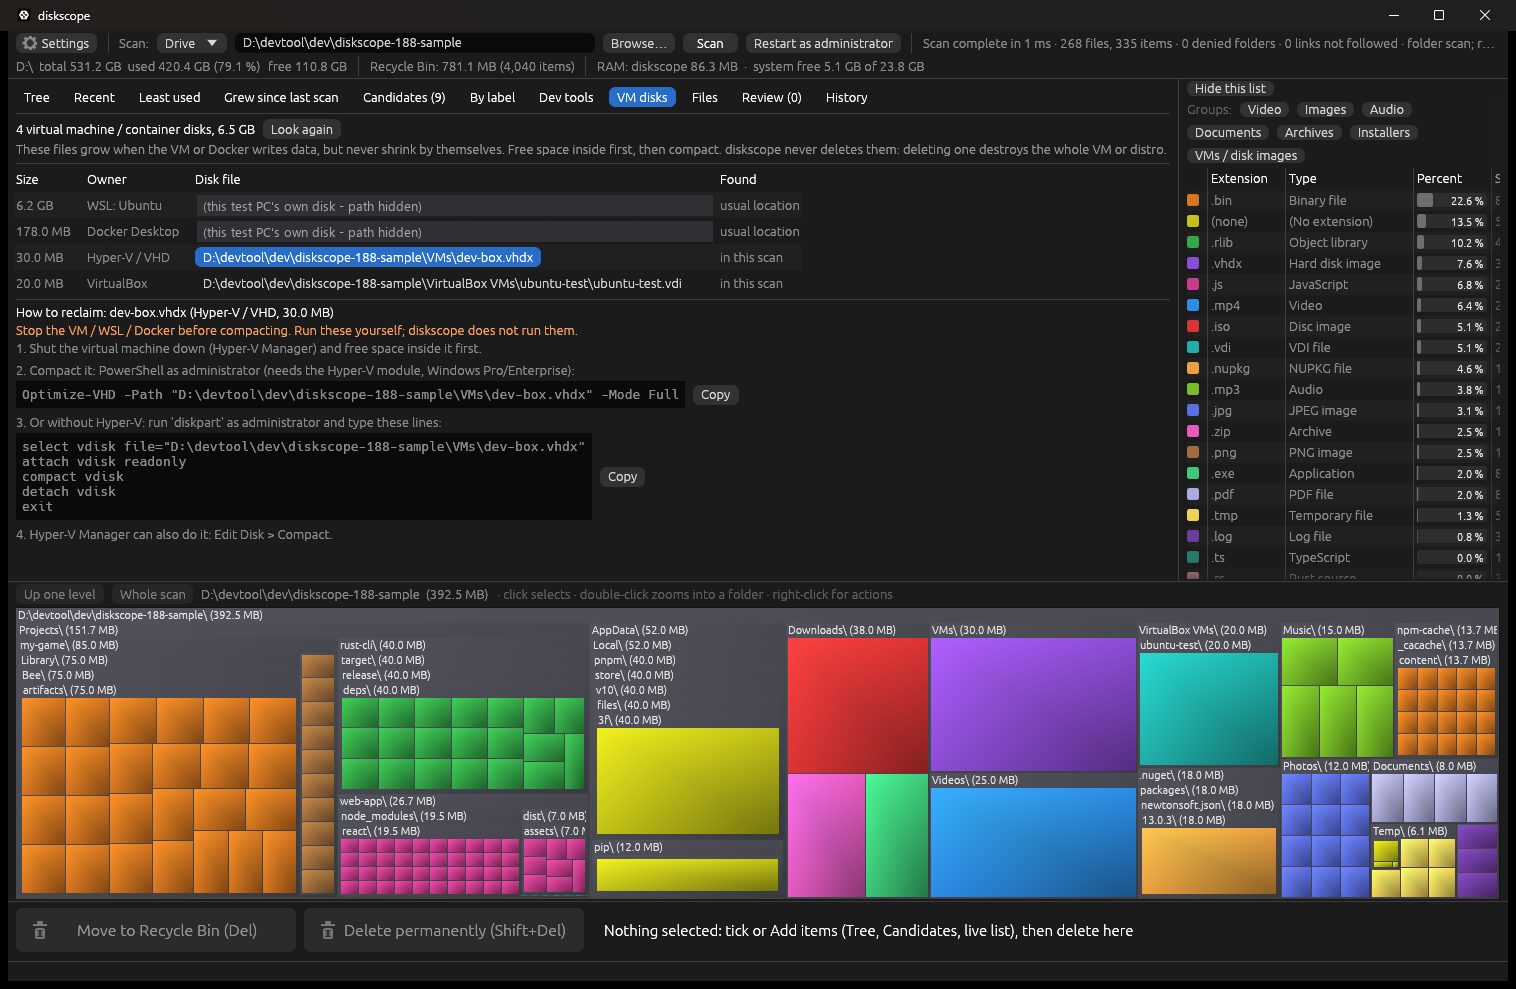 diskscope
Settings
Scan:
Drive
D:\devtool\dev\diskscope-188-sample
Browse...
Scan
Restart as administrator
Scan complete in 1 ms · 268 files, 335 items · 0 denied folders · 0 links not followed · folder scan; r...
D:\ total 531.2 GB used 420.4 GB (79.1 %) free 110.8 GB
Recycle Bin: 781.1 MB (4,040 items)
RAM: diskscope 86.3 MB · system free 5.1 GB of 23.8 GB
Tree
Recent
Least used
Grew since last scan
Candidates (9)
By label
Dev tools
VM disks
Files
Review (0)
History
4 virtual machine / container disks, 6.5 GB
Look again
These files grow when the VM or Docker writes data, but never shrink by themselves. Free space inside first, then compact. diskscope never deletes them: deleting one destroys the whole VM or distro.
Size Owner Disk file Found
6.2 GB WSL: Ubuntu (this test PC's own disk - path hidden) usual location
178.0 MB Docker Desktop (this test PC's own disk - path hidden) usual location
30.0 MB Hyper-V / VHD D:\devtool\dev\diskscope-188-sample\VMs\dev-box.vhdx in this scan
20.0 MB VirtualBox D:\devtool\dev\diskscope-188-sample\VirtualBox VMs\ubuntu-test\ubuntu-test.vdi in this scan
How to reclaim: dev-box.vhdx (Hyper-V / VHD, 30.0 MB)
Stop the VM / WSL / Docker before compacting. Run these yourself; diskscope does not run them.
1. Shut the virtual machine down (Hyper-V Manager) and free space inside it first.
2. Compact it: PowerShell as administrator (needs the Hyper-V module, Windows Pro/Enterprise):
Optimize-VHD -Path "D:\devtool\dev\diskscope-188-sample\VMs\dev-box.vhdx" -Mode Full
Copy
3. Or without Hyper-V: run 'diskpart' as administrator and type these lines:
select vdisk file="D:\devtool\dev\diskscope-188-sample\VMs\dev-box.vhdx"
attach vdisk readonly
compact vdisk
detach vdisk
exit
Copy
4. Hyper-V Manager can also do it: Edit Disk > Compact.
Hide this list
Groups: Video Images Audio
Documents Archives Installers
VMs / disk images
Extension Type Percent S
.bin Binary file 22.6 %
(none) (No extension) 13.5 %
.rlib Object library 10.2 %
.vhdx Hard disk image 7.6 %
.js JavaScript 6.8 %
.mp4 Video 6.4 %
.iso Disc image 5.1 %
.vdi VDI file 5.1 %
.nupkg NUPKG file 4.6 %
.mp3 Audio 3.8 %
.jpg JPEG image 3.1 %
.zip Archive 2.5 %
.png PNG image 2.5 %
.exe Application 2.0 %
.pdf PDF file 2.0 %
.tmp Temporary file 1.3 %
.log Log file 0.8 %
.ts TypeScript 0.0 %
Up one level
Whole scan
D:\devtool\dev\diskscope-188-sample (392.5 MB) · click selects · double-click zooms into a folder · right-click for actions
D:\devtool\dev\diskscope-188-sample\ (392.5 MB)
Projects\ (151.7 MB)
my-game\ (85.0 MB)
Library\ (75.0 MB)
Bee\ (75.0 MB)
artifacts\ (75.0 MB)
rust-cli\ (40.0 MB)
target\ (40.0 MB)
release\ (40.0 MB)
deps\ (40.0 MB)
web-app\ (26.7 MB)
node_modules\ (19.5 MB)
react\ (19.5 MB)
dist\ (7.0 MB)
assets\ (7.0
AppData\ (52.0 MB)
Local\ (52.0 MB)
pnpm\ (40.0 MB)
store\ (40.0 MB)
v10\ (40.0 MB)
files\ (40.0 MB)
3f\ (40.0 MB)
pip\ (12.0 MB)
Downloads\ (38.0 MB)
VMs\ (30.0 MB)
Videos\ (25.0 MB)
VirtualBox VMs\ (20.0 MB)
ubuntu-test\ (20.0 MB)
.nuget\ (18.0 MB)
packages\ (18.0 MB)
newtonsoft.json\ (18.0 MB)
13.0.3\ (18.0 MB)
Music\ (15.0 MB)
npm-cache\ (13.7
_cacache\ (13.7 MB)
content\ (13.7 MB)
Photos\ (12.0 MB)
Documents\ (8.0 MB)
Temp\ (6.1 MB)
Move to Recycle Bin (Del)
Delete permanently (Shift+Del)
Nothing selected: tick or Add items (Tree, Candidates, live list), then delete here